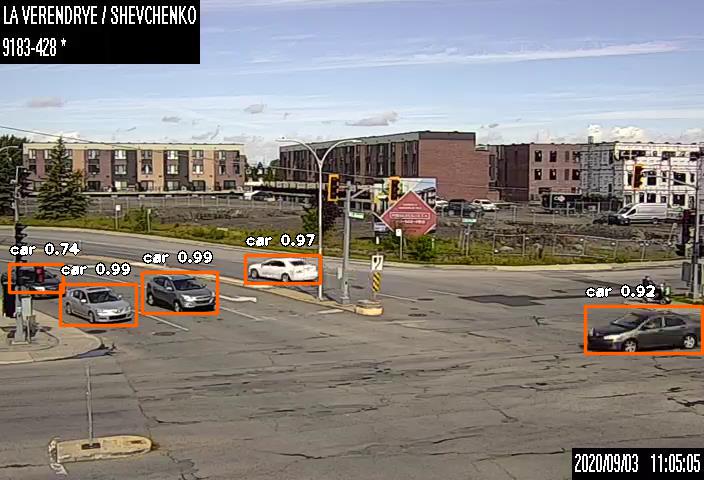 LA VERENDRYE / SHEVCHENKO
9183-428 *
car 0.97
car 0.74
car 0.99
car 0.99
car 0.92
2020/09/03 11:05:05